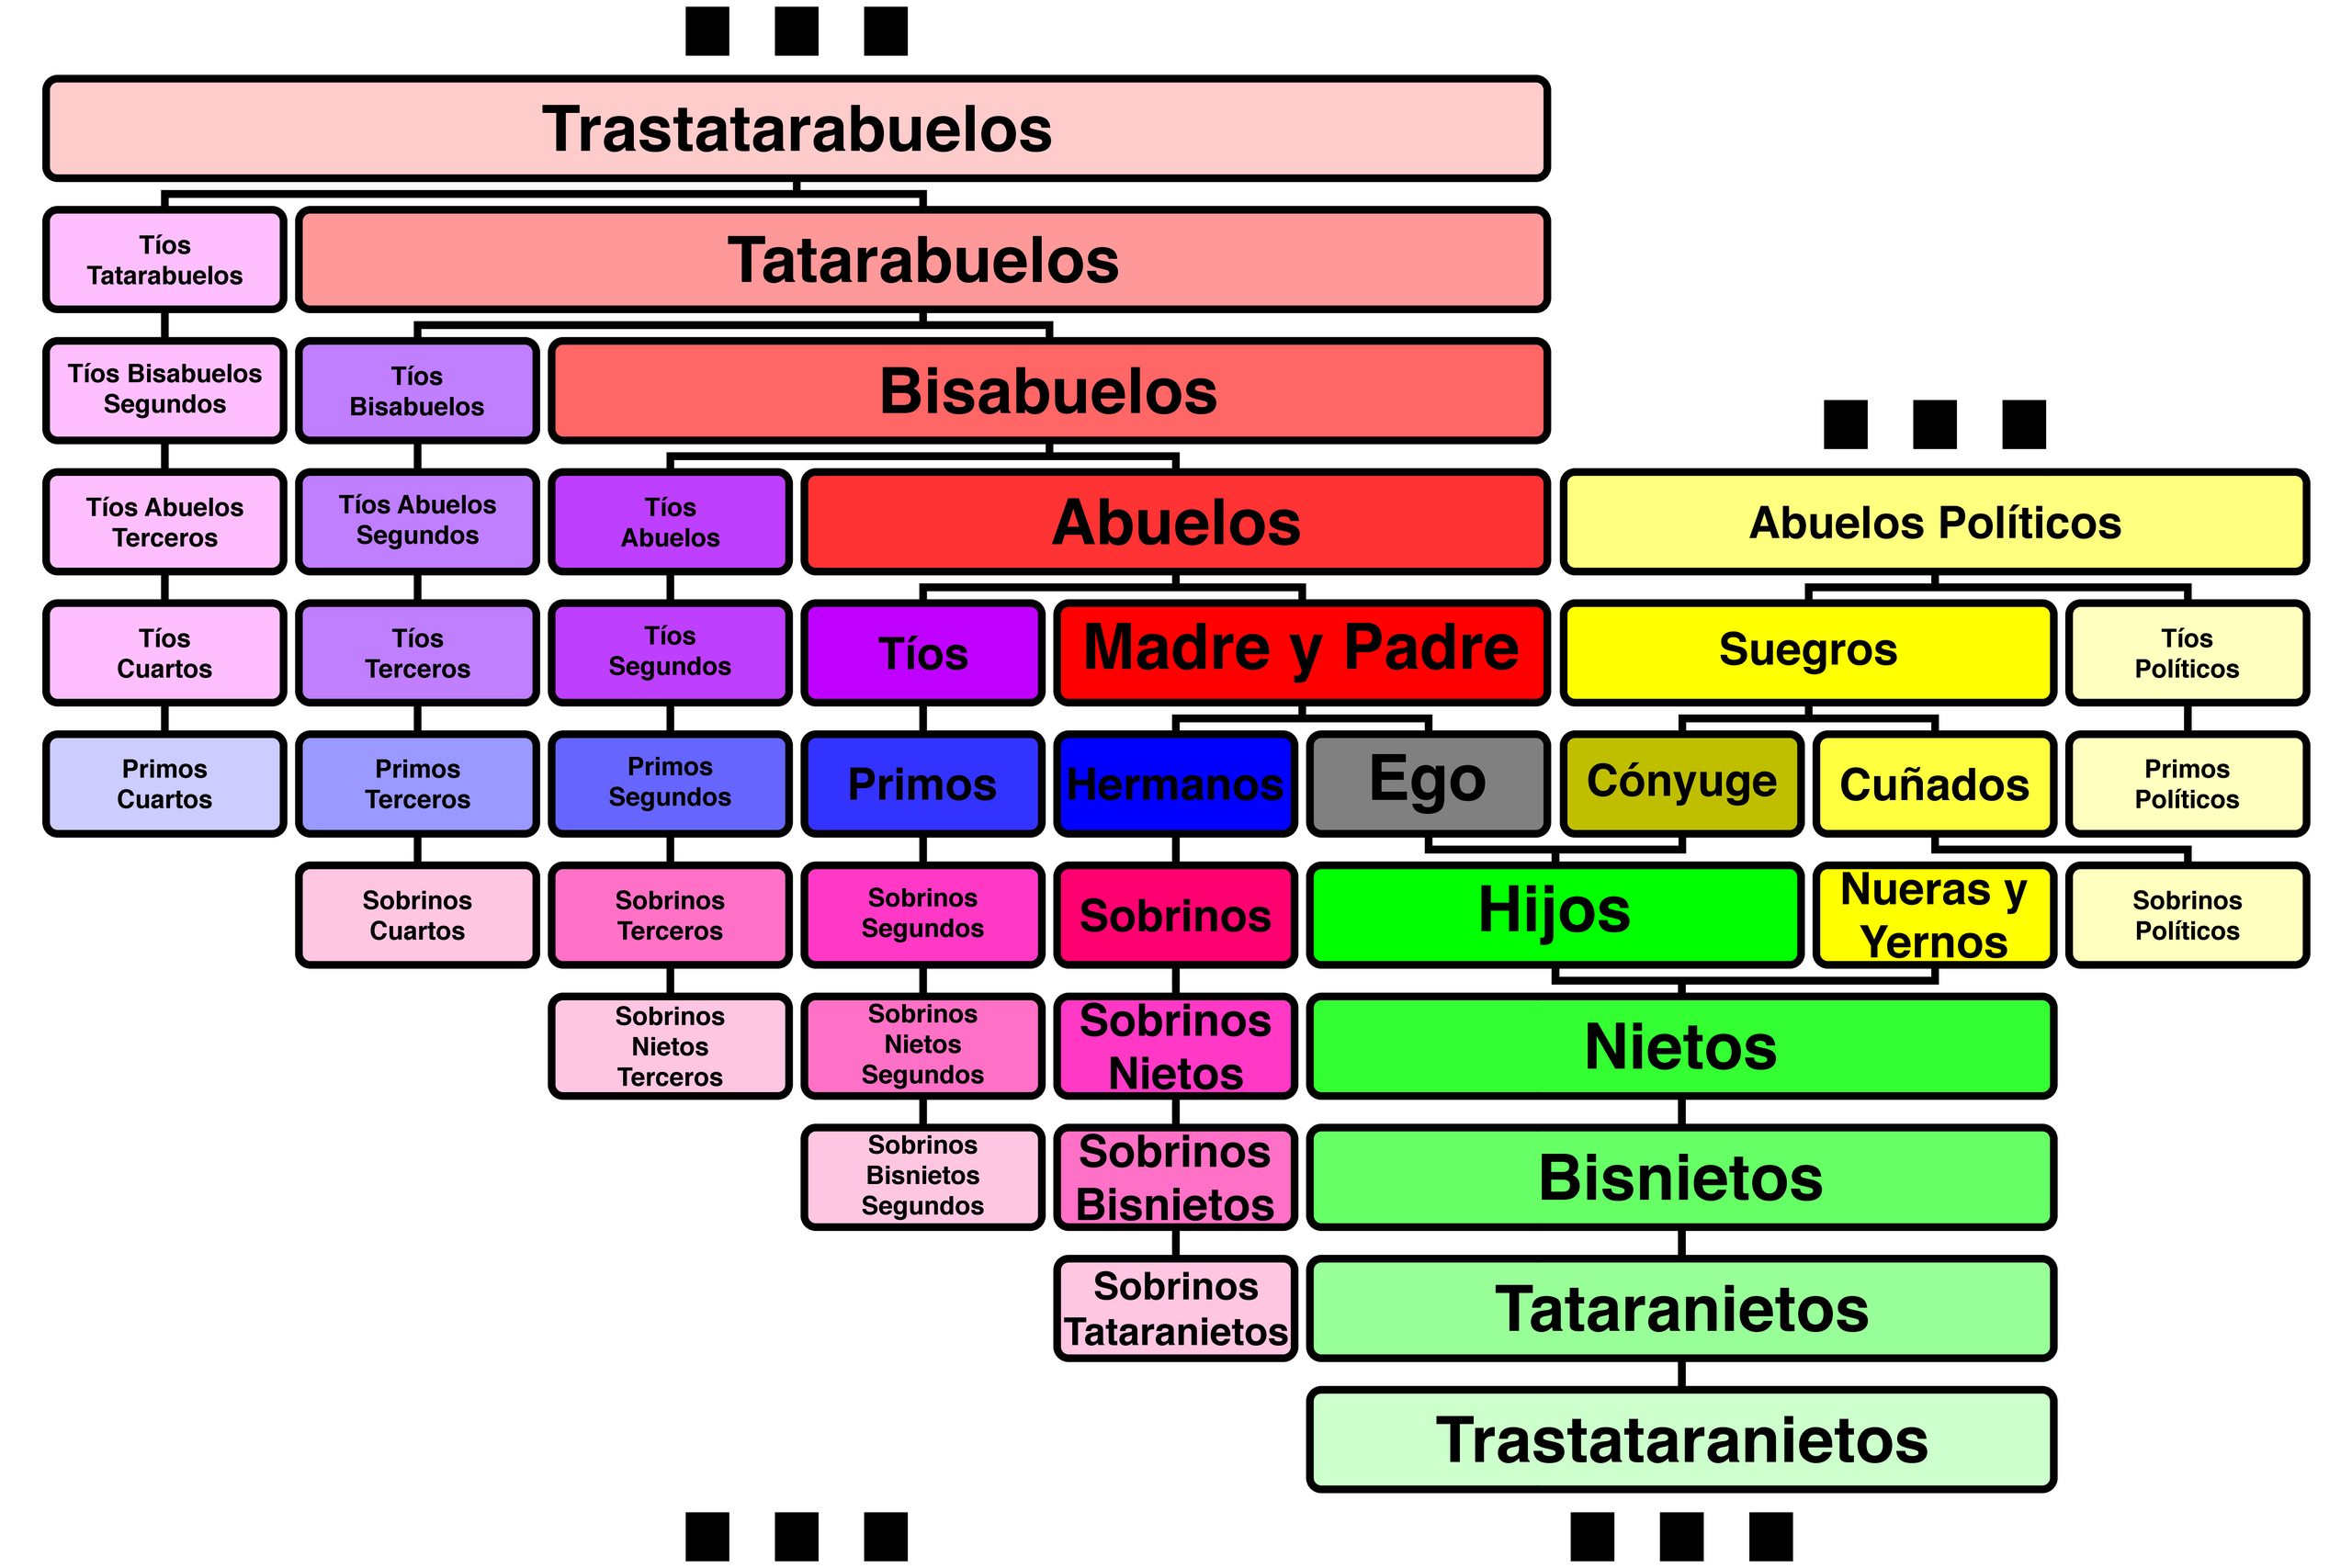 Trastatarabuelos
Tíos
Tatarabuelos
Tatarabuelos
Tíos Bisabuelos
Segundos
Tíos
Bisabuelos
Bisabuelos
Tíos Abuelos
Terceros
Tíos Abuelos
Segundos
Tíos
Abuelos
Abuelos
Abuelos Políticos
Tíos
Cuartos
Tíos
Terceros
Tíos
Segundos
Tíos
Madre y Padre
Suegros
Tíos
Políticos
Primos
Cuartos
Primos
Terceros
Primos
Segundos
Primos
Hermanos
Ego
Cónyuge
Cuñados
Primos
Políticos
Sobrinos
Cuartos
Sobrinos
Terceros
Sobrinos
Segundos
Sobrinos
Hijos
Nueras y
Yernos
Sobrinos
Políticos
Sobrinos
Nietos
Terceros
Sobrinos
Nietos
Segundos
Sobrinos
Nietos
Nietos
Sobrinos
Bisnietos
Segundos
Sobrinos
Bisnietos
Bisnietos
Sobrinos
Tataranietos
Tataranietos
Trastataranietos